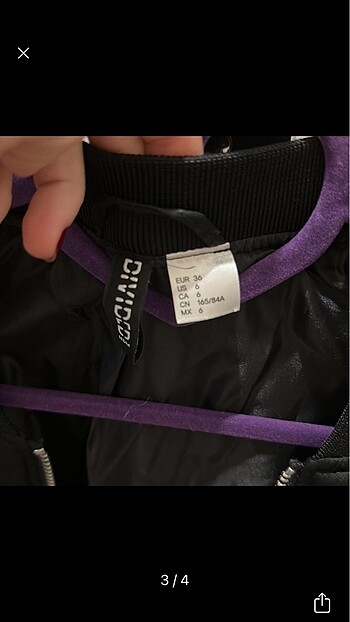 DIVIDED
EUR 36
US 6
CA 6
CN 165/84A
MX 6
3 / 4